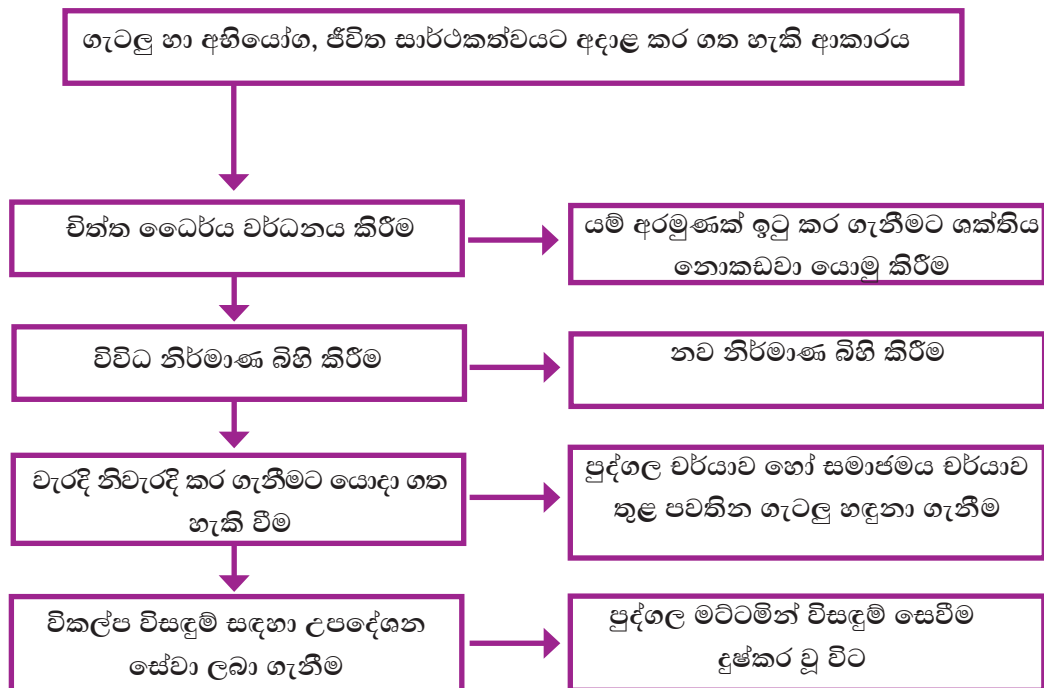 ගැටලු හා අභියෝග, ජීවිත සාර්ථකත්වයට අදාළ කර ගත හැකි ආකාරය
චිත්ත ධෛර්ය වර්ධනය කිරීම
යම් අරමුණක් ඉටු කර ගැනීමට ශක්තිය
නොකඩවා යොමු කිරීම
විවිධ නිර්මාණ බිහි කිරීම
නව නිර්මාණ බිහි කිරීම
වැරදි නිවැරදි කර ගැනීමට යොදා ගත
හැකි වීම
පුද්ගල චර්යාව හෝ සමාජමය චර්යාව
තුළ පවතින ගැටලු හඳුනා ගැනීම
විකල්ප විසඳුම් සඳහා උපදේශන
සේවා ලබා ගැනීම
පුද්ගල මට්ටමින් විසඳුම් සෙවීම
දුෂ්කර වූ විට